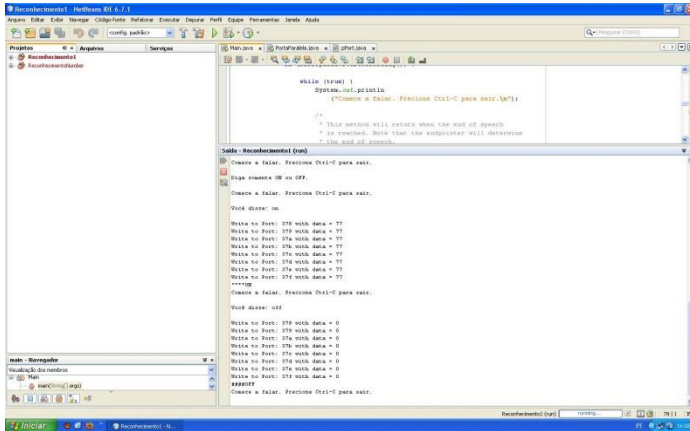 Reconhecimento1 - NetBeans IDE 6.7.1
Arquivo Editar Exibir Navegar Código-fonte Refatorar Executar Depurar Perfil Equipe Ferramentas Janela Ajuda
<config. padrão>
Pesquisar (Ctrl+I)
Projetos Arquivos Serviços
Main.java PortaParalela.java pPort.java
Reconhecimento1
ReconhecimentoNumber
while (true) {
System.out.println
("Comece a falar. Precione Ctrl-C para sair.\n");
/*
* This method will return when the end of speech
* is reached. Note that the endpointer will determine
* the end of speech.
Saída - Reconhecimento1 (run)
Comece a falar. Precione Ctrl-C para sair.
Diga somente ON ou OFF.
Comece a falar. Precione Ctrl-C para sair.
Você disse: on
Write to Port: 378 with data = 77
Write to Port: 379 with data = 77
Write to Port: 37a with data = 77
Write to Port: 37b with data = 77
Write to Port: 37c with data = 77
Write to Port: 37d with data = 77
Write to Port: 37e with data = 77
Write to Port: 37f with data = 77
****ON
Comece a falar. Precione Ctrl-C para sair.
Você disse: off
Write to Port: 378 with data = 0
Write to Port: 379 with data = 0
Write to Port: 37a with data = 0
Write to Port: 37b with data = 0
Write to Port: 37c with data = 0
Write to Port: 37d with data = 0
Write to Port: 37e with data = 0
Write to Port: 37f with data = 0
####OFF
Comece a falar. Precione Ctrl-C para sair.
main - Navegador
Visualização dos membros
Main
main(String[] args)
Reconhecimento1 (run) running... 79 | 1
Iniciar Reconhecimento1 - N... PT